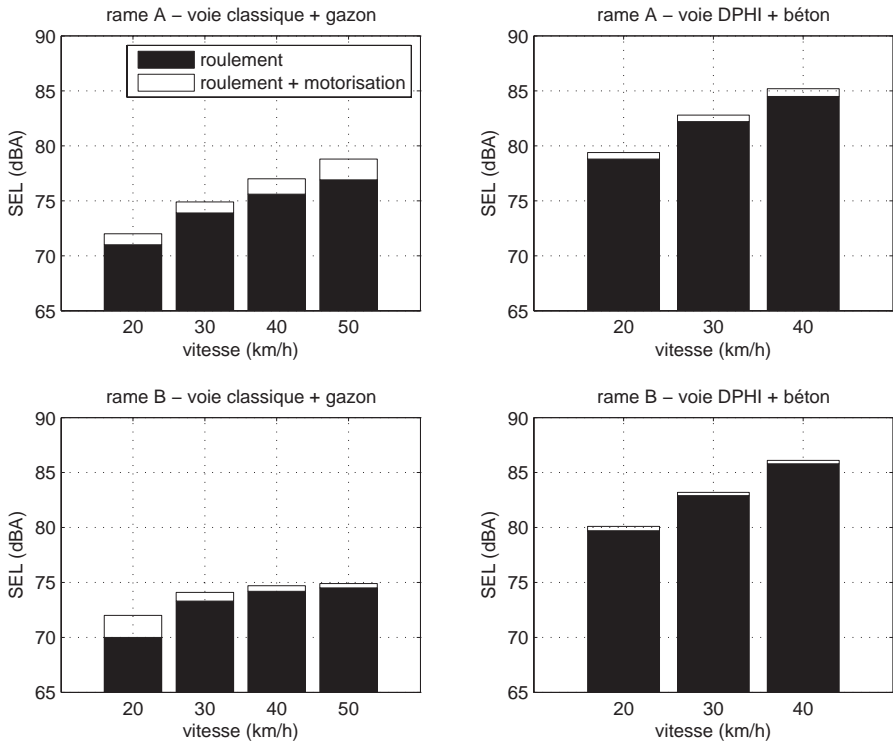 rame A – voie classique + gazon
90
85
80
75
70
65
SEL (dBA)
roulement
roulement + motorisation
20 30 40 50
vitesse (km/h)
rame A – voie DPHI + béton
90
85
80
75
70
65
SEL (dBA)
20 30 40
vitesse (km/h)
rame B – voie classique + gazon
90
85
80
75
70
65
SEL (dBA)
20 30 40 50
vitesse (km/h)
rame B – voie DPHI + béton
90
85
80
75
70
65
SEL (dBA)
20 30 40
vitesse (km/h)